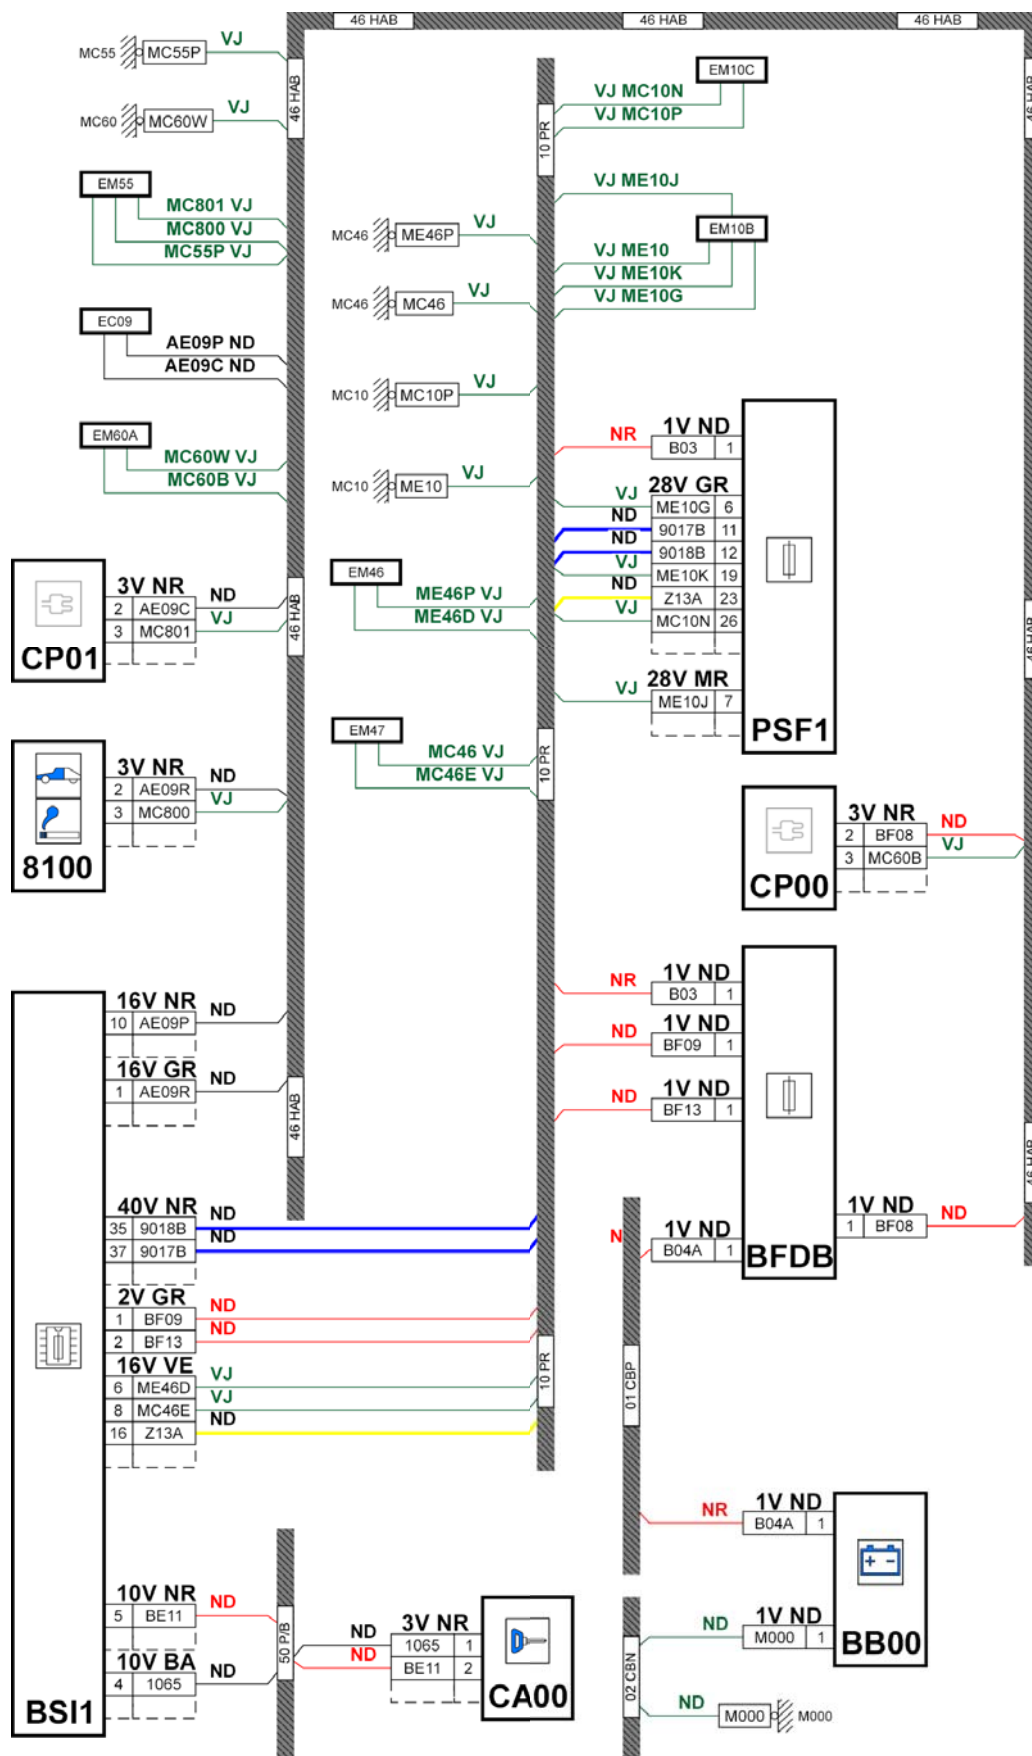 46 HAB
46 HAB
46 HAB
MC55
MC55P
VJ
MC60
MC60W
VJ
46 HAB
EM55
MC801 VJ
MC800 VJ
MC55P VJ
EC09
AE09P ND
AE09C ND
EM60A
MC60W VJ
MC60B VJ
CP01
3V NR
2 AE09C
ND
3 MC801
VJ
46 HAB
8100
3V NR
2 AE09R
ND
3 MC800
VJ
BSI1
16V NR
10 AE09P
ND
16V GR
1 AE09R
ND
46 HAB
40V NR
35 9018B
ND
37 9017B
ND
2V GR
1 BF09
ND
2 BF13
ND
16V VE
6 ME46D
VJ
8 MC46E
VJ
16 Z13A
ND
10V NR
5 BE11
ND
10V BA
4 1065
ND
50 P/B
3V NR
ND
1065 1
ND
BE11 2
CA00
MC46
ME46P
VJ
MC46
MC46
VJ
MC10
MC10P
VJ
MC10
ME10
VJ
EM46
ME46P VJ
ME46D VJ
EM47
MC46 VJ
MC46E VJ
10 PR
10 PR
10 PR
EM10C
VJ MC10N
VJ MC10P
VJ ME10J
EM10B
VJ ME10
VJ ME10K
VJ ME10G
1V ND
NR
B03 1
28V GR
VJ
ME10G 6
ND
9017B 11
ND
9018B 12
VJ
ME10K 19
ND
Z13A 23
VJ
MC10N 26
28V MR
VJ
ME10J 7
PSF1
46 HAB
46 HAB
46 HAB
CP00
3V NR
2 BF08
ND
3 MC60B
VJ
1V ND
NR
B03 1
1V ND
ND
BF09 1
1V ND
ND
BF13 1
1V ND
N
B04A 1
BFDB
1V ND
1 BF08
ND
01 CBP
1V ND
NR
B04A 1
1V ND
ND
M000 1
BB00
02 CBN
ND
M000
M000